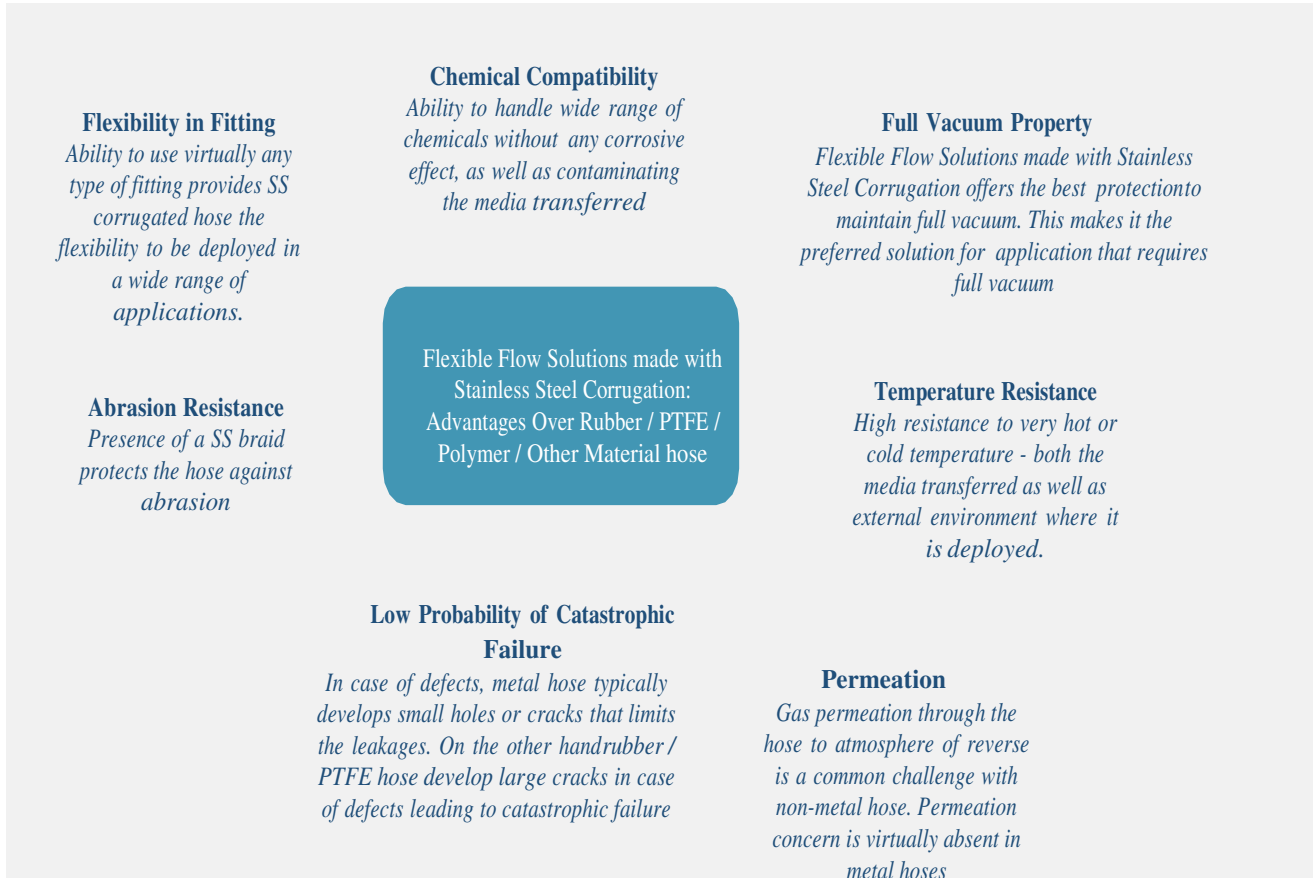 Chemical Compatibility
Ability to handle wide range of
chemicals without any corrosive
effect, as well as contaminating
the media transferred
Flexibility in Fitting
Ability to use virtually any
type of fitting provides SS
corrugated hose the
flexibility to be deployed in
a wide range of
applications.
Full Vacuum Property
Flexible Flow Solutions made with Stainless
Steel Corrugation offers the best protectionto
maintain full vacuum. This makes it the
preferred solution for application that requires
full vacuum
Flexible Flow Solutions made with
Stainless Steel Corrugation:
Advantages Over Rubber / PTFE /
Polymer / Other Material hose
Abrasion Resistance
Presence of a SS braid
protects the hose against
abrasion
Temperature Resistance
High resistance to very hot or
cold temperature - both the
media transferred as well as
external environment where it
is deployed.
Low Probability of Catastrophic
Failure
In case of defects, metal hose typically
develops small holes or cracks that limits
the leakages. On the other handrubber /
PTFE hose develop large cracks in case
of defects leading to catastrophic failure
Permeation
Gas permeation through the
hose to atmosphere of reverse
is a common challenge with
non-metal hose. Permeation
concern is virtually absent in
metal hoses